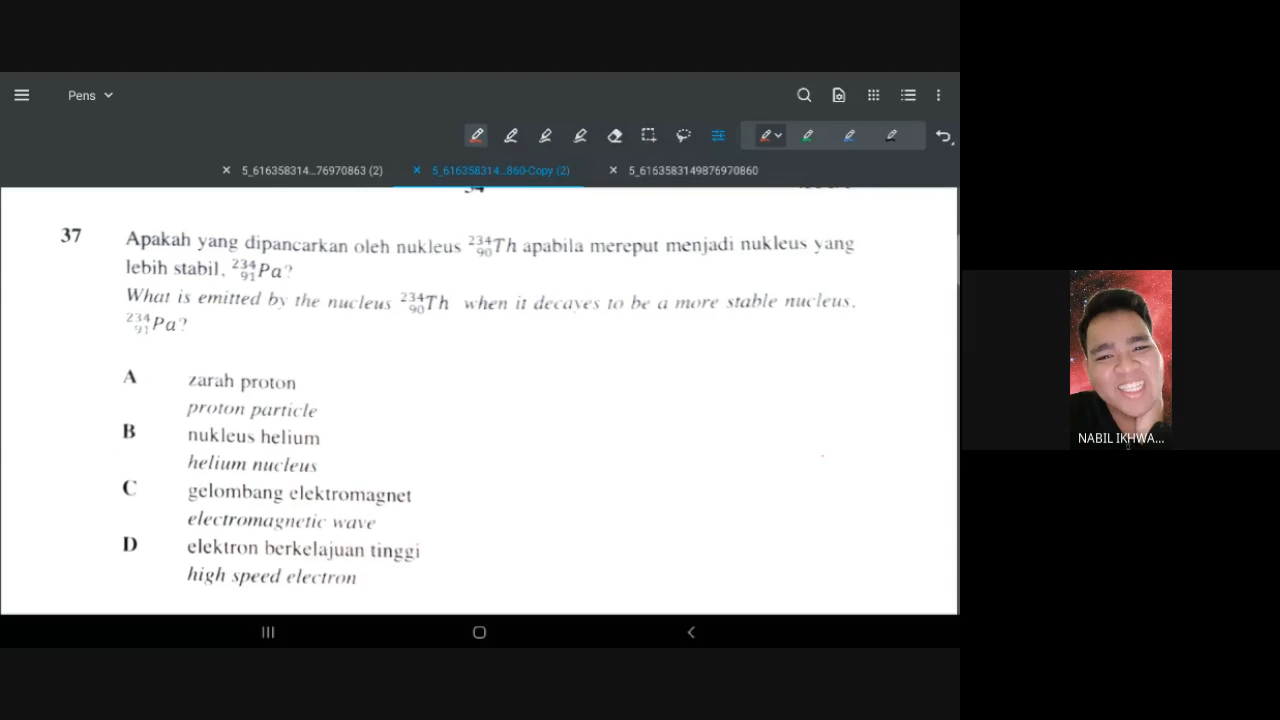 Pens
5_616358314...76970863 (2)
5_616358314...860-Copy (2)
5_6163583149876970860
37 Apakah yang dipancarkan oleh nukleus ²³⁴₉₀Th apabila mereput menjadi nukleus yang
lebih stabil, ²³⁴₉₁Pa?
What is emitted by the nucleus ²³⁴₉₀Th when it decayes to be a more stable nucleus.
²³⁴₉₁Pa?
A zarah proton
proton particle
B nukleus helium
helium nucleus
C gelombang elektromagnet
electromagnetic wave
D elektron berkelajuan tinggi
high speed electron
NABIL IKHWA...